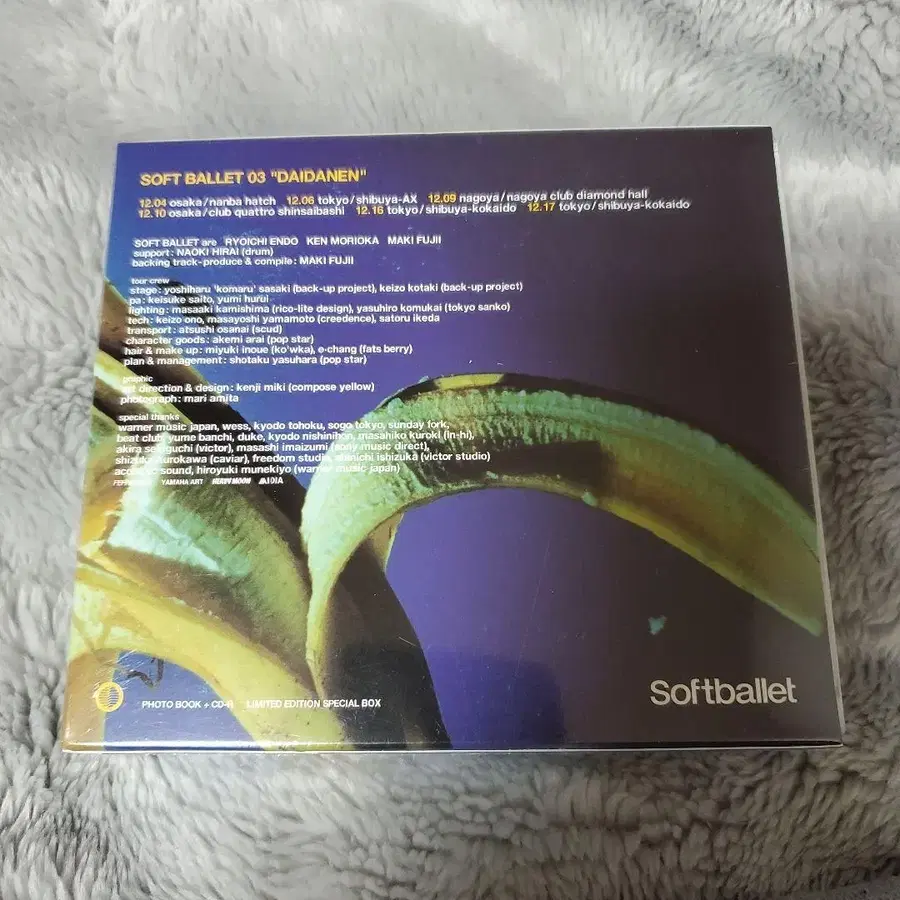 SOFT BALLET 03 "DAIDANEN"
12.04 osaka/nanba hatch 12.06 tokyo/shibuya-AX 12.09 nagoya/nagoya club diamond hall
12.10 osaka/club quattro shinsaibashi 12.16 tokyo/shibuya-kokaido 12.17 tokyo/shibuya-kokaido
SOFT BALLET are RYOICHI ENDO KEN MORIOKA MAKI FUJII
support: NAOKI HIRAI (drum)
backing track-produce & compile: MAKI FUJII
tour crew
stage: yoshiharu 'komaru' sasaki (back-up project), keizo kotaki (back-up project)
pa: keisuke saito, yumi hurui
lighting: masaaki kamishima (rico-lite design), yasuhiro komukai (tokyo sanko)
tech: keizo ono, masayoshi yamamoto (creedence), satoru ikeda
transport: atsushi osanai (scud)
character goods: akemi arai (pop star)
hair & make up: miyuki inoue (ko'wka), e-chang (fats berry)
plan & management: shotaku yasuhara (pop star)
graphic
art direction & design: kenji miki (compose yellow)
photograph: mari amita
special thanks
warner music japan, wess, kyodo tohoku, sogo tokyo, sunday fork,
beat club, yume banchi, duke, kyodo nishinihon, masahiko kuroki (in-hi),
akira sekiguchi (victor), masashi imaizumi (sony music direct),
kurokawa (caviar), freedom studio, ishizuka (victor studio)
sound, hiroyuki munekiyo (warner music japan)
YAMAHA ART HEAVY MOON
PHOTO BOOK + CD-R LIMITED EDITION SPECIAL BOX
Softballet